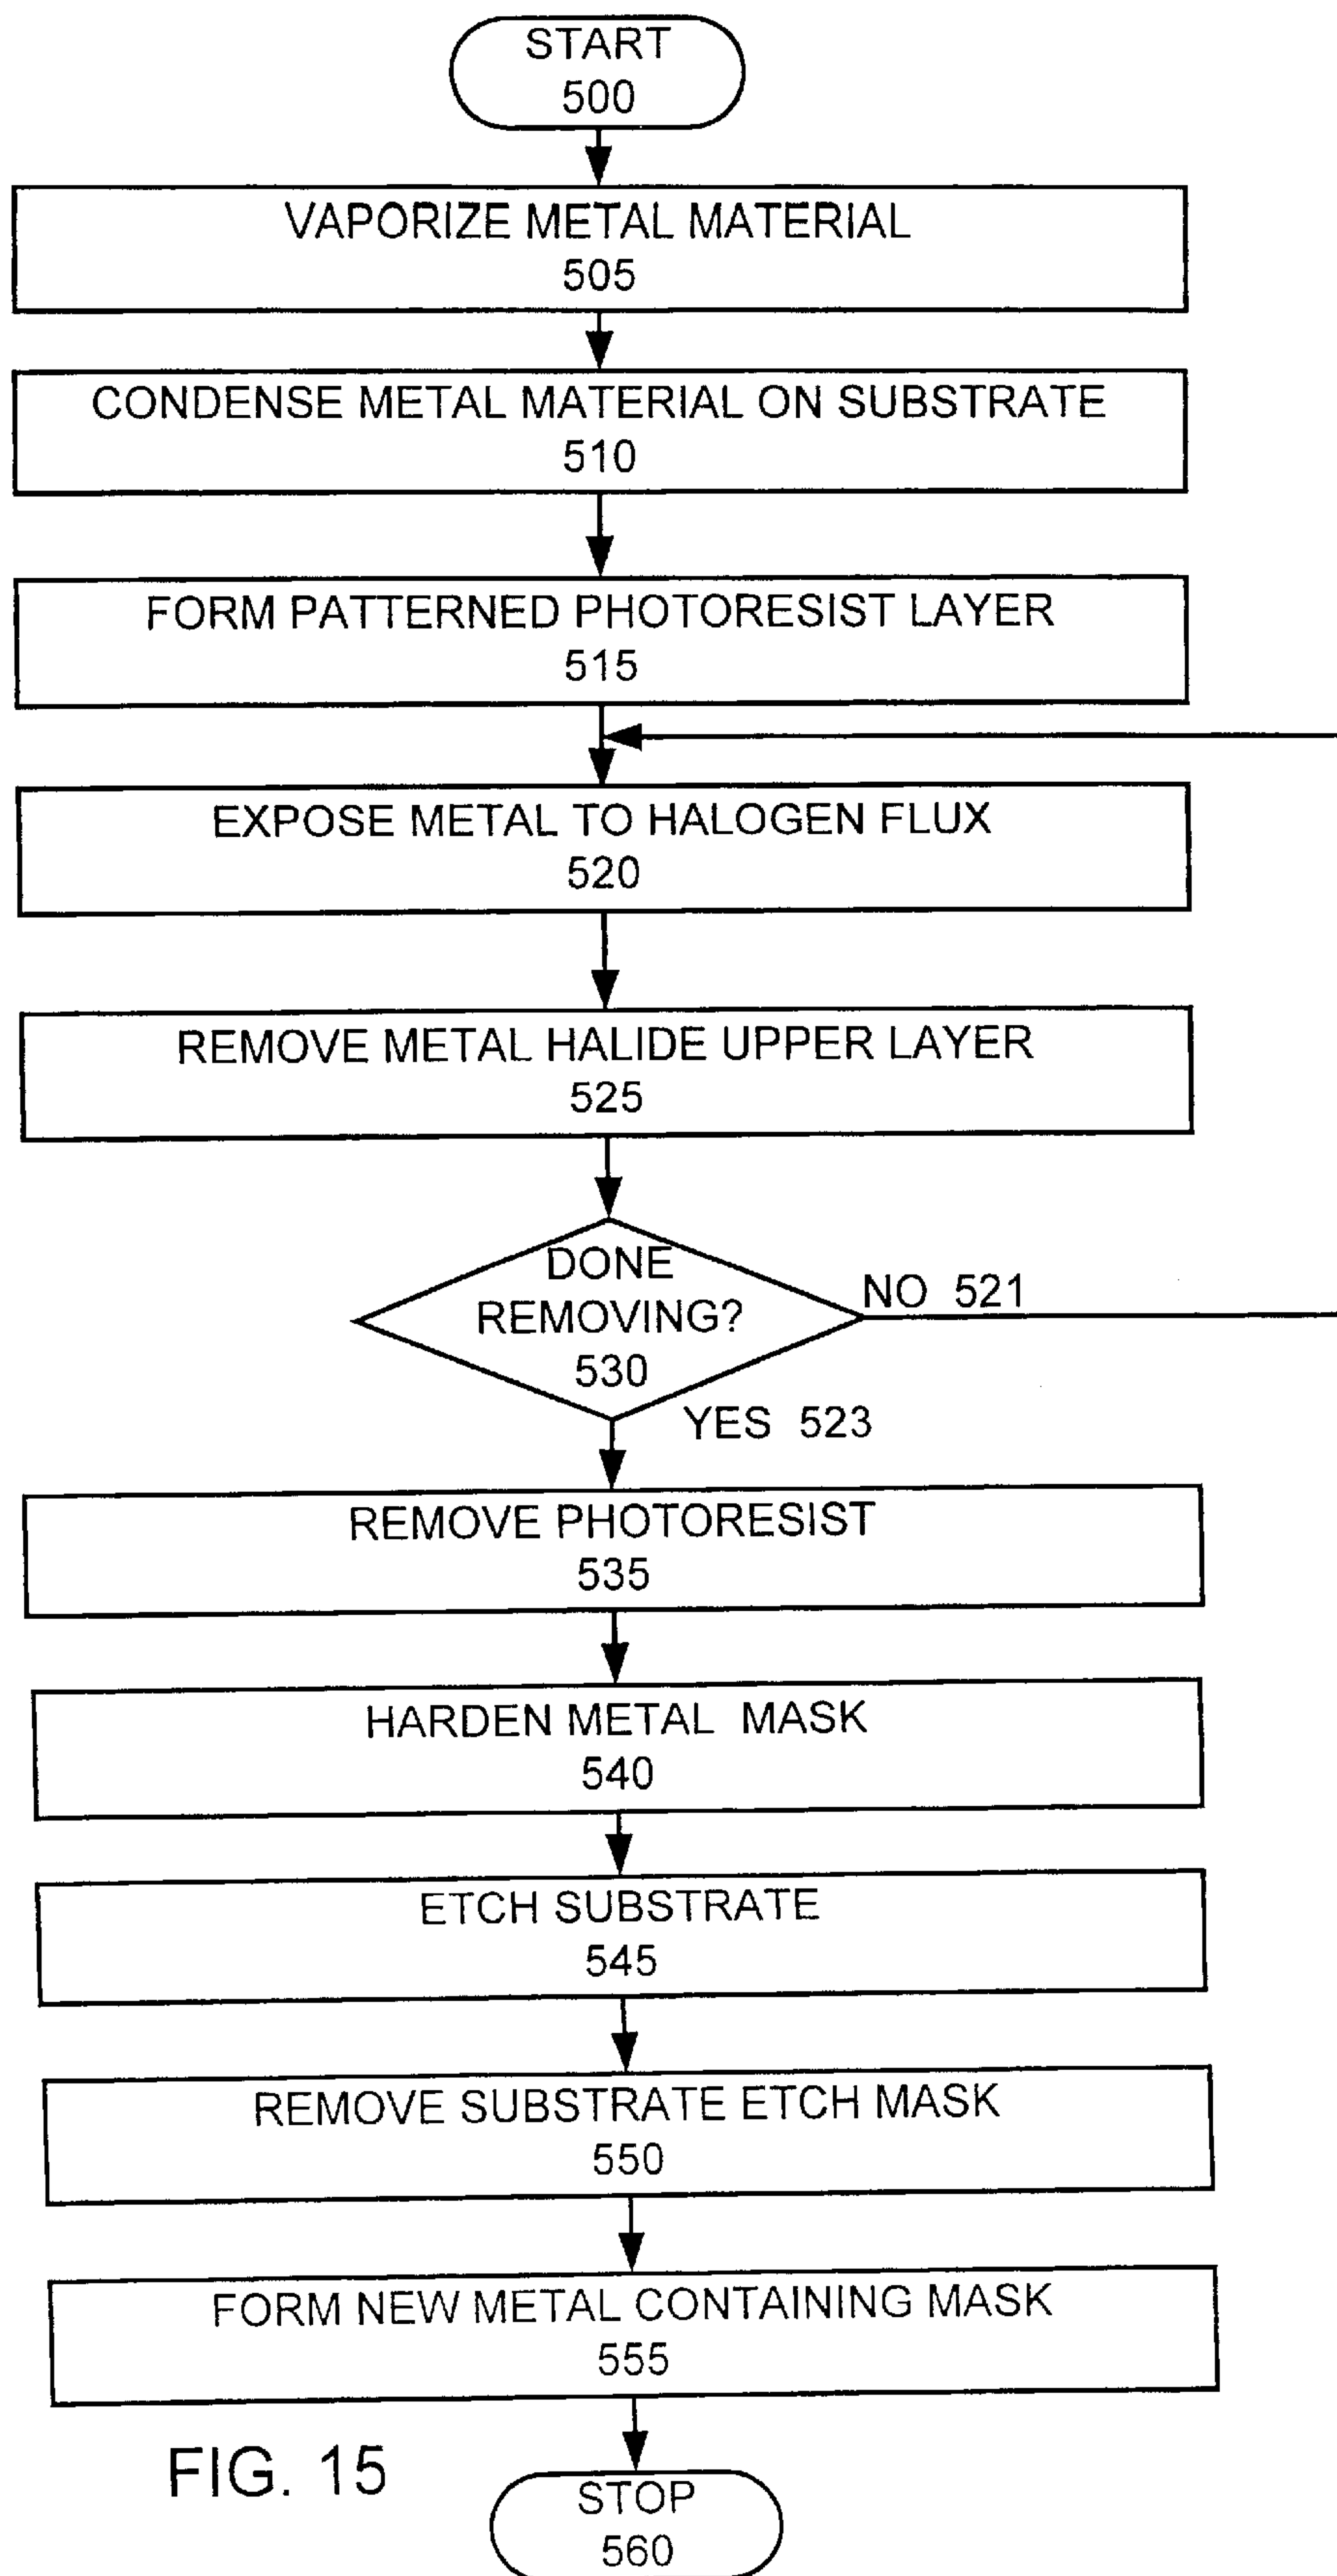 START
500
VAPORIZE METAL MATERIAL
505
CONDENSE METAL MATERIAL ON SUBSTRATE
510
FORM PATTERNED PHOTORESIST LAYER
515
EXPOSE METAL TO HALOGEN FLUX
520
REMOVE METAL HALIDE UPPER LAYER
525
DONE
REMOVING?
530
NO 521
YES 523
REMOVE PHOTORESIST
535
HARDEN METAL MASK
540
ETCH SUBSTRATE
545
REMOVE SUBSTRATE ETCH MASK
550
FORM NEW METAL CONTAINING MASK
555
FIG. 15
STOP
560